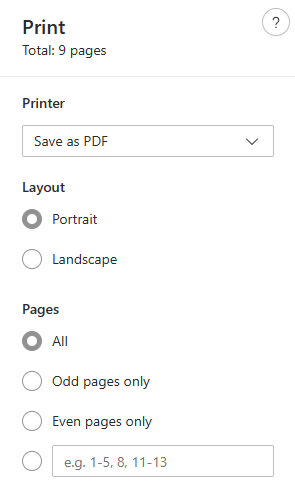 Print
?
Total: 9 pages
Printer
Save as PDF
Layout
Portrait
Landscape
Pages
All
Odd pages only
Even pages only
e.g. 1-5, 8, 11-13